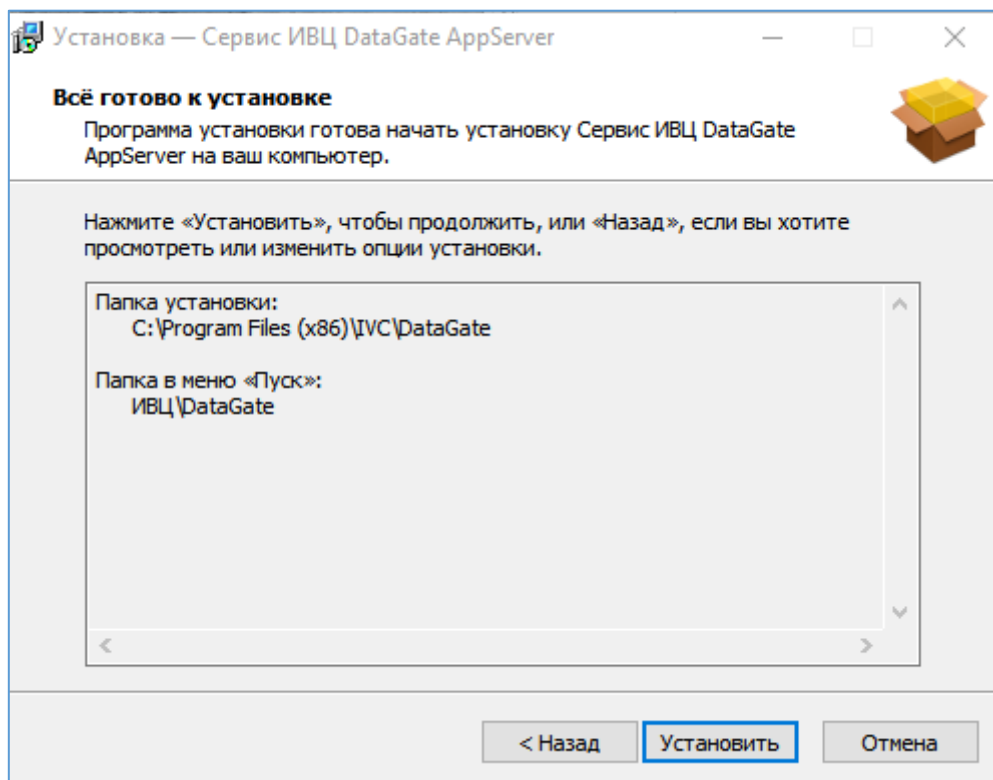 Установка — Сервис ИВЦ DataGate AppServer
Всё готово к установке
Программа установки готова начать установку Сервис ИВЦ DataGate
AppServer на ваш компьютер.
Нажмите «Установить», чтобы продолжить, или «Назад», если вы хотите
просмотреть или изменить опции установки.
Папка установки:
C:\Program Files (x86)\IVC\DataGate
Папка в меню «Пуск»:
ИВЦ\DataGate
< Назад
Установить
Отмена